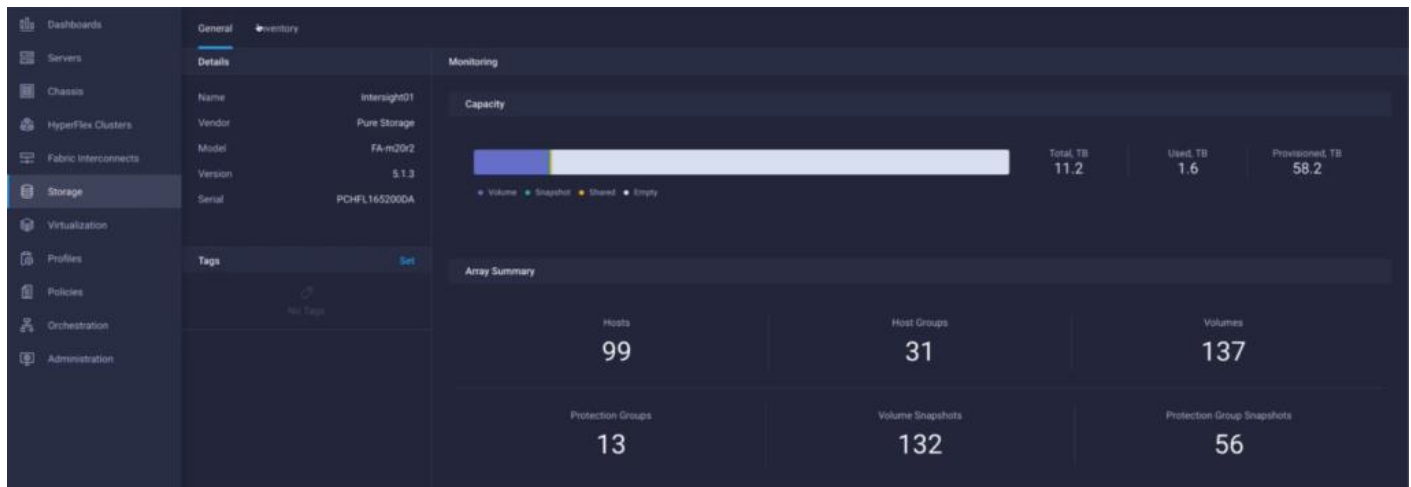 Dashboards
Servers
Chassis
HyperFlex Clusters
Fabric Interconnects
Storage
Virtualization
Profiles
Policies
Orchestration
Administration
General
Details
Name Intersight01
Vendor Pure Storage
Model FA-m20r2
Version 5.1.3
Serial PCHFL165200DA
Tags Set
No Tags
Monitoring
Capacity
Total, TB Used, TB Provisioned, TB
11.2 1.6 58.2
Volume Snapshot Shared Empty
Array Summary
Hosts Host Groups Volumes
99 31 137
Protection Groups Volume Snapshots Protection Group Snapshots
13 132 56